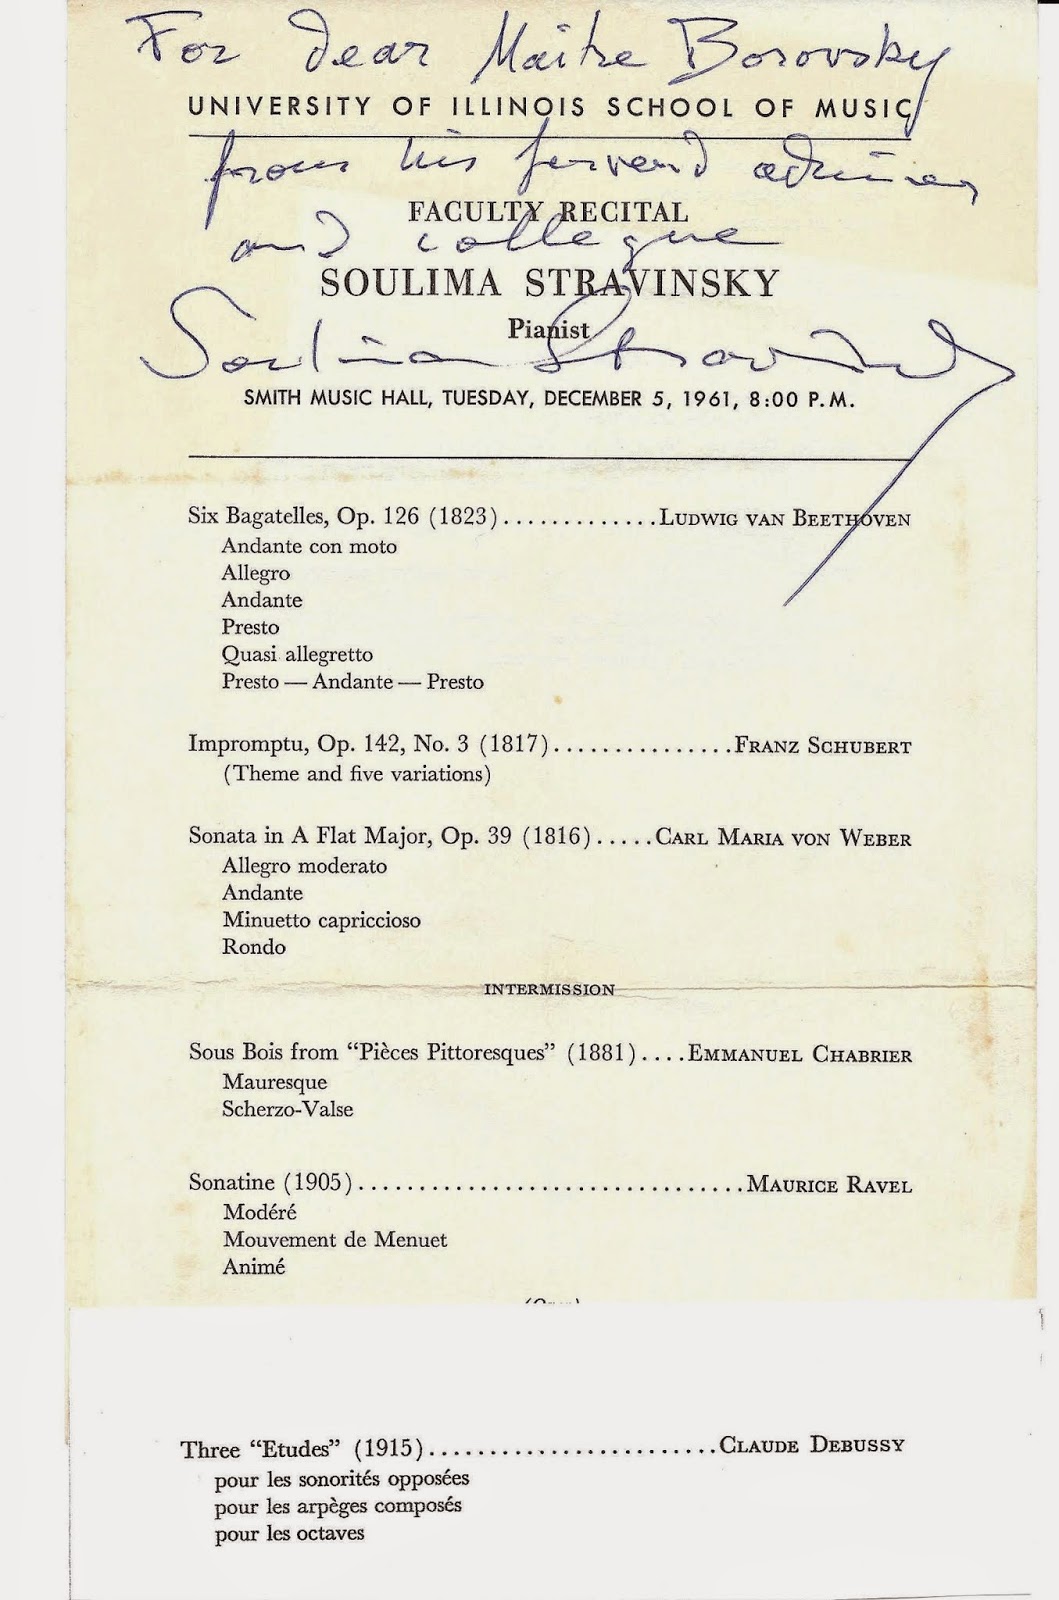 For dear Maitre Borovsky
UNIVERSITY OF ILLINOIS SCHOOL OF MUSIC
from his fervend admirer
FACULTY RECITAL
and collegue
SOULIMA STRAVINSKY
Pianist
Soulima Stravinsky
SMITH MUSIC HALL, TUESDAY, DECEMBER 5, 1961, 8:00 P.M.
Six Bagatelles, Op. 126 (1823).............LUDWIG VAN BEETHOVEN
Andante con moto
Allegro
Andante
Presto
Quasi allegretto
Presto — Andante — Presto
Impromptu, Op. 142, No. 3 (1817)...............FRANZ SCHUBERT
(Theme and five variations)
Sonata in A Flat Major, Op. 39 (1816).....CARL MARIA VON WEBER
Allegro moderato
Andante
Minuetto capriccioso
Rondo
INTERMISSION
Sous Bois from “Pièces Pittoresques” (1881)....EMMANUEL CHABRIER
Mauresque
Scherzo-Valse
Sonatine (1905)................................MAURICE RAVEL
Modéré
Mouvement de Menuet
Animé
Three “Etudes” (1915)........................CLAUDE DEBUSSY
pour les sonorités opposées
pour les arpèges composés
pour les octaves